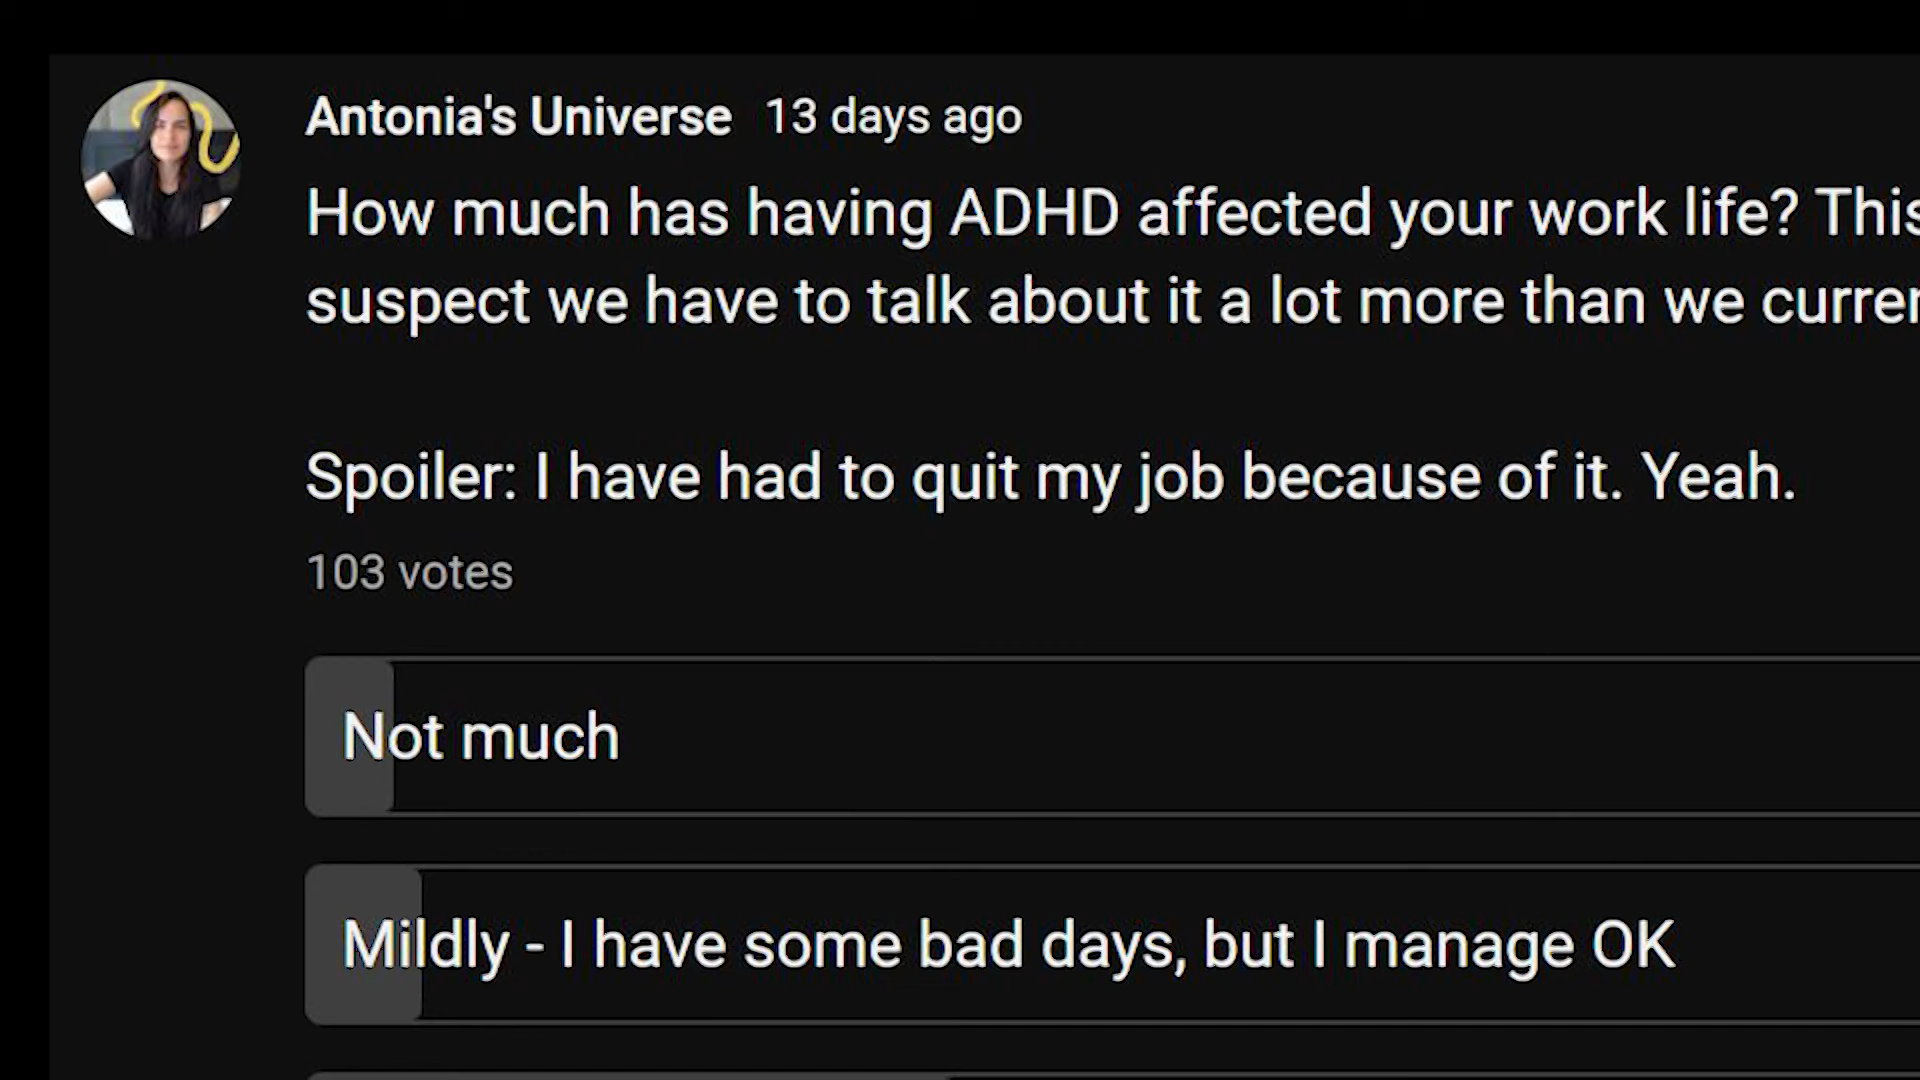 Antonia's Universe 13 days ago
How much has having ADHD affected your work life? This
suspect we have to talk about it a lot more than we
Spoiler: I have had to quit my job because of it. Yeah.
103 votes
Not much
Mildly - I have some bad days, but I manage OK